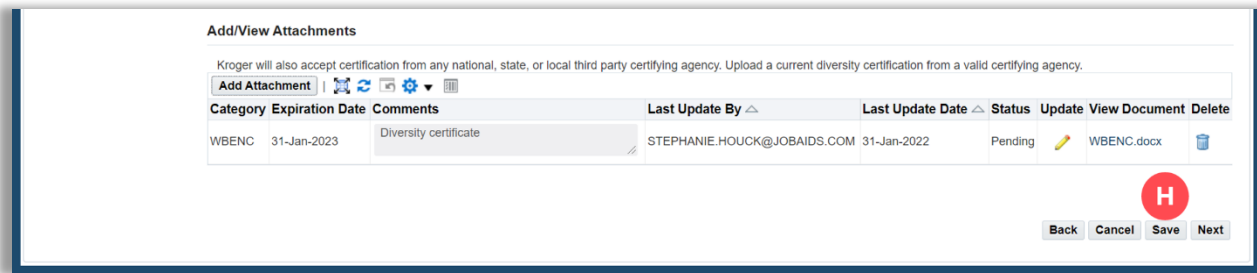 Add/View Attachments
Kroger will also accept certification from any national, state, or local third party certifying agency. Upload a current diversity certification from a valid certifying agency.
Add Attachment
Category Expiration Date Comments Last Update By Last Update Date Status Update View Document Delete
WBENC 31-Jan-2023 Diversity certificate STEPHANIE.HOUCK@JOBAIDS.COM 31-Jan-2022 Pending WBENC.docx
H
Back Cancel Save Next